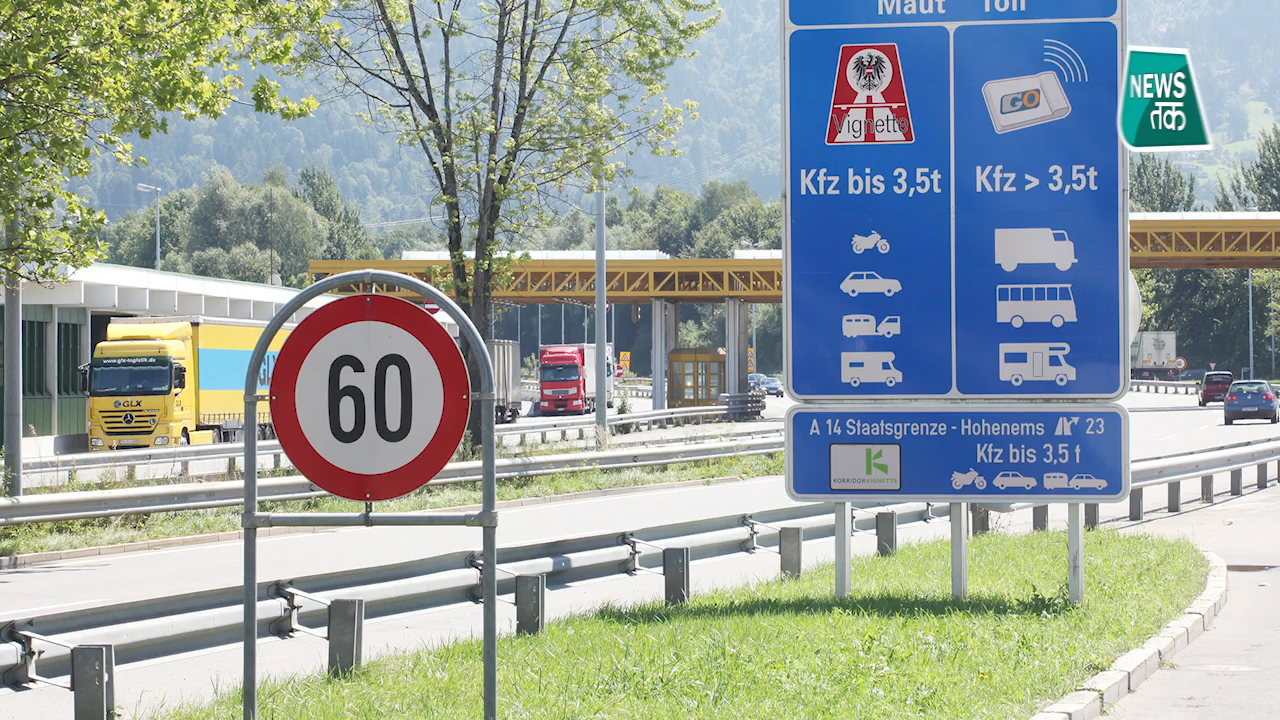 Maut Toll
Vignette
GO
Kfz bis 3,5t
Kfz > 3,5t
NEWS
तक
60
GLX
A 14 Staatsgrenze - Hohenems 23
Kfz bis 3,5 t
K
KORRIDORVIGNETTE